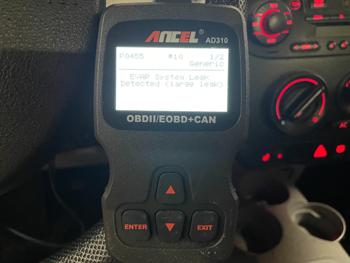 ANCEL
AD310
P0455 #10 1/2
Generic
EVAP System Leak
Detected (large leak)
OBDII/EOBD+CAN
ENTER
EXIT